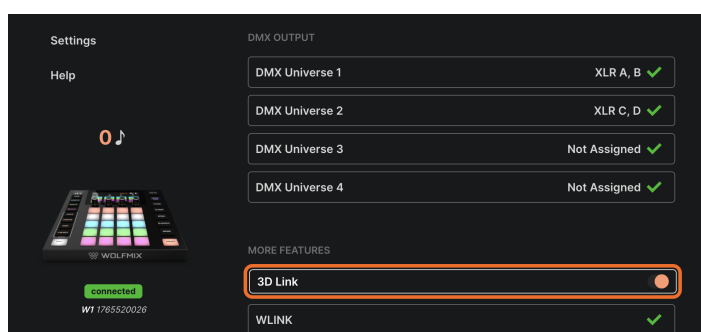 Settings
Help
0
WOLFMIX
connected
W1 1765520026
DMX OUTPUT
DMX Universe 1 XLR A, B
DMX Universe 2 XLR C, D
DMX Universe 3 Not Assigned
DMX Universe 4 Not Assigned
MORE FEATURES
3D Link
WLINK